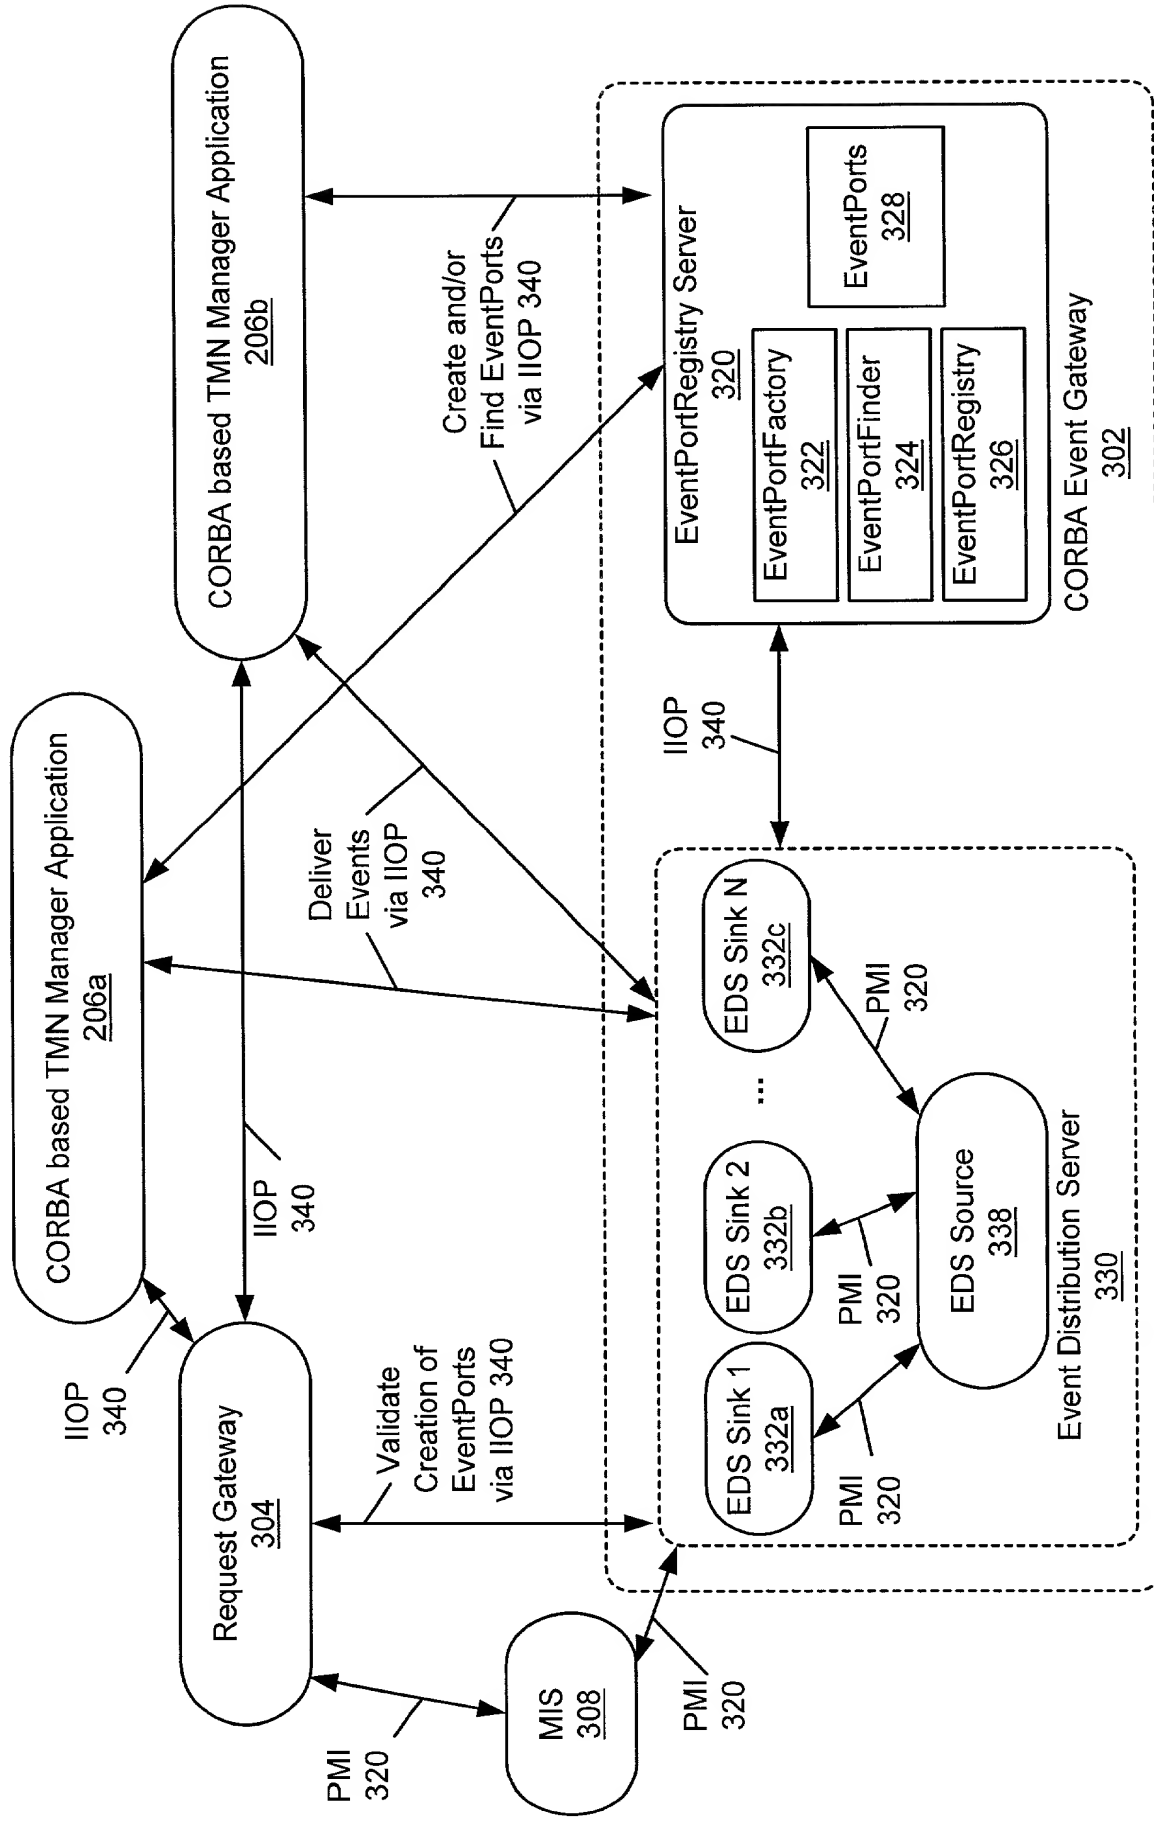 CORBA based TMN Manager Application
206a
CORBA based TMN Manager Application
206b
IIOP
340
Request Gateway
304
IIOP
340
Deliver
Events
via IIOP
340
Create and/or
Find EventPorts
via IIOP 340
Validate
Creation of
EventPorts
via IIOP 340
PMI
320
MIS
308
PMI
320
EDS Sink 1
332a
EDS Sink 2
332b
...
EDS Sink N
332c
PMI
320
PMI
320
PMI
320
EDS Source
338
Event Distribution Server
330
IIOP
340
EventPortRegistry Server
320
EventPortFactory
322
EventPortFinder
324
EventPortRegistry
326
EventPorts
328
CORBA Event Gateway
302